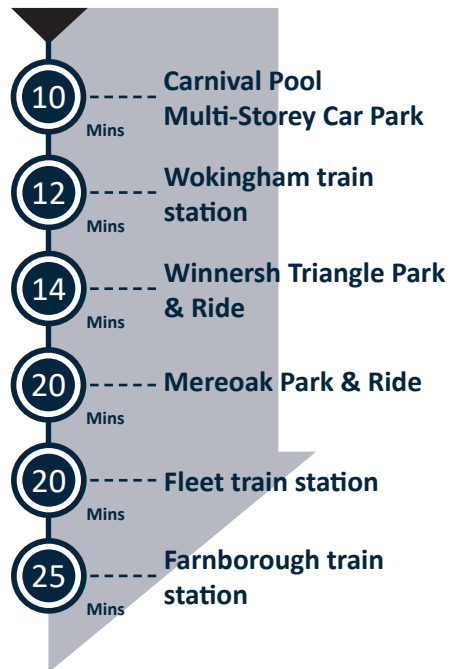 10
Mins
Carnival Pool
Multi-Storey Car Park
12
Mins
Wokingham train
station
14
Mins
Winnersh Triangle Park
& Ride
20
Mins
Mereoak Park & Ride
20
Mins
Fleet train station
25
Mins
Farnborough train
station